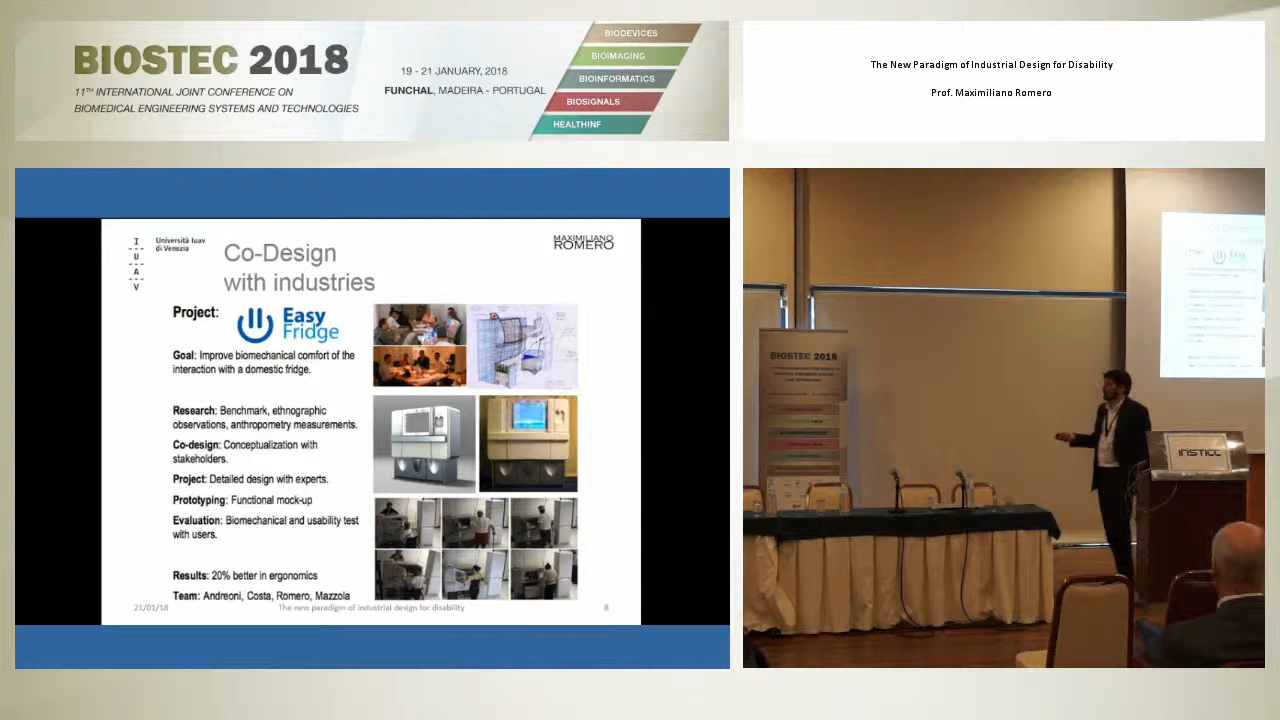 BIOSTEC 2018
11TH INTERNATIONAL JOINT CONFERENCE ON
BIOMEDICAL ENGINEERING SYSTEMS AND TECHNOLOGIES
19 - 21 JANUARY, 2018
FUNCHAL, MADEIRA - PORTUGAL
BIODEVICES
BIOIMAGING
BIOINFORMATICS
BIOSIGNALS
HEALTHINF
The New Paradigm of Industrial Design for Disability
Prof. Maximiliano Romero
I
U
A
V
Università Iuav
di Venezia
Co-Design
with industries
MAXIMILIANO
ROMERO
Project:
Easy
Fridge
Goal: Improve biomechanical comfort of the
interaction with a domestic fridge.
Research: Benchmark, ethnographic
observations, anthropometry measurements.
Co-design: Conceptualization with
stakeholders.
Project: Detailed design with experts.
Prototyping: Functional mock-up
Evaluation: Biomechanical and usability test
with users.
Results: 20% better in ergonomics
Team: Andreoni, Costa, Romero, Mazzola
21/01/18
The new paradigm of industrial design for disability
8
BIOSTEC 2018
Easy
INSTICC